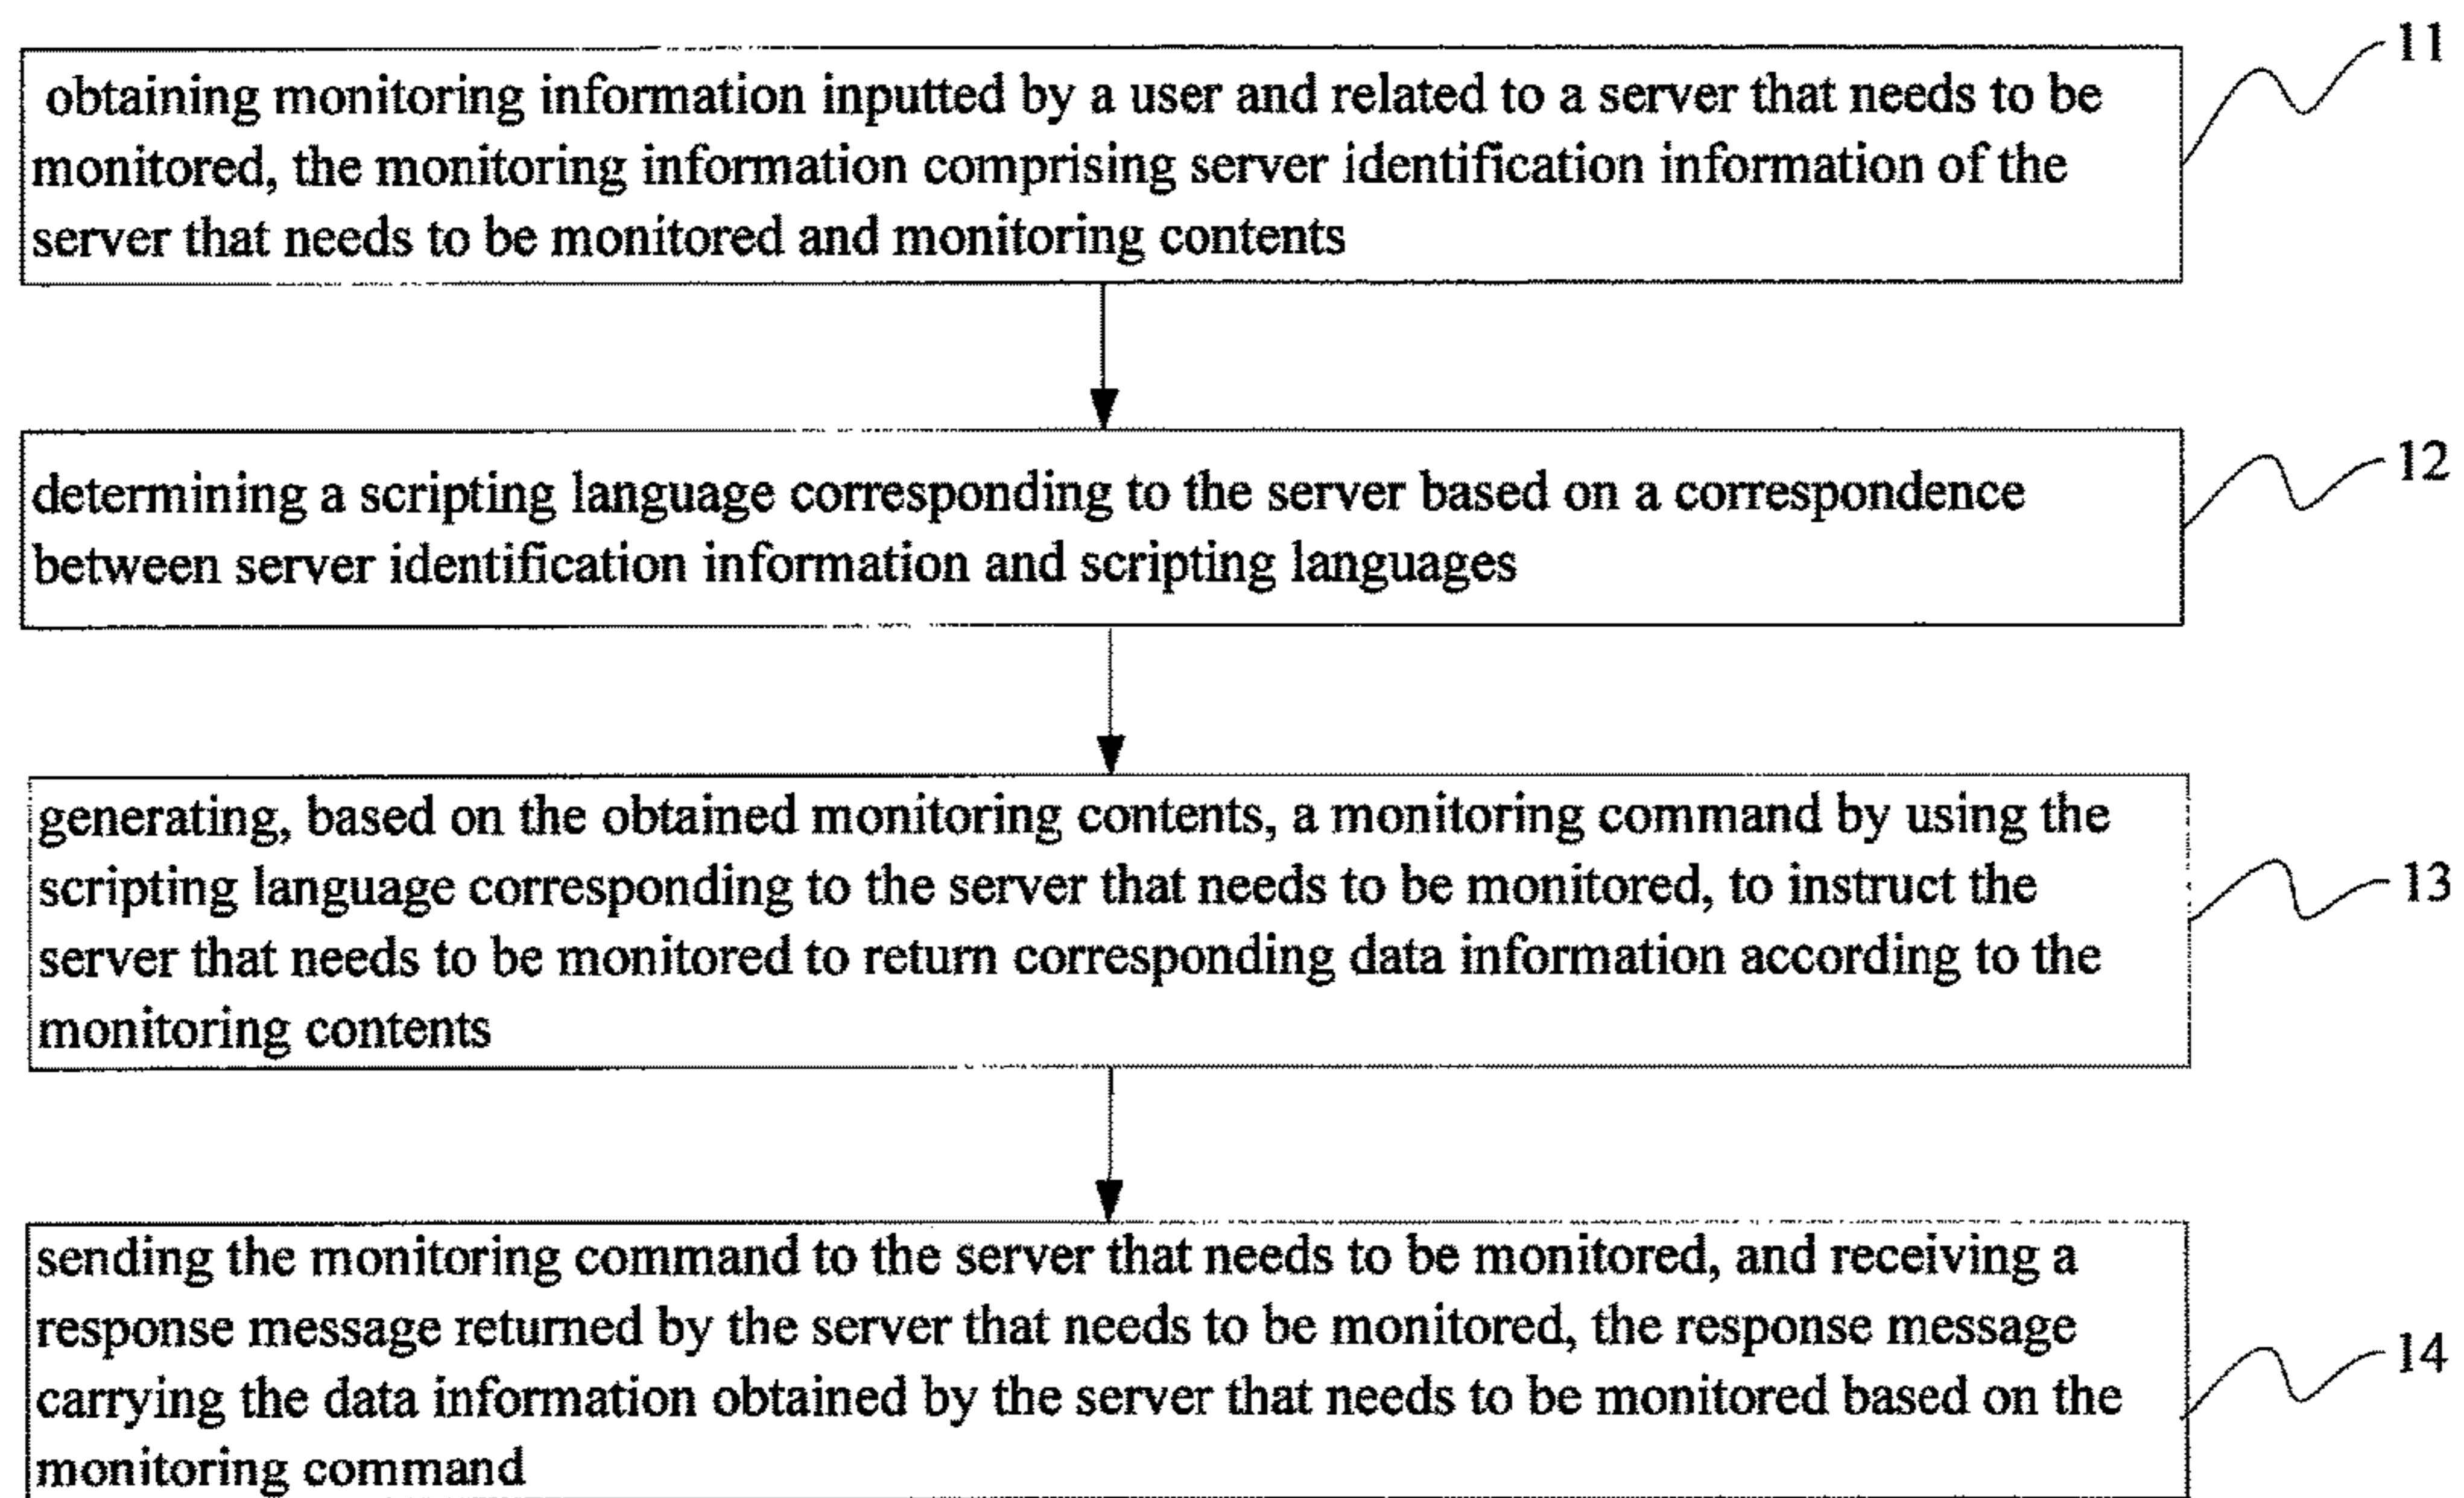 11
obtaining monitoring information inputted by a user and related to a server that needs to be
monitored, the monitoring information comprising server identification information of the
server that needs to be monitored and monitoring contents
12
determining a scripting language corresponding to the server based on a correspondence
between server identification information and scripting languages
generating, based on the obtained monitoring contents, a monitoring command by using the
scripting language corresponding to the server that needs to be monitored, to instruct the
13
server that needs to be monitored to return corresponding data information according to the
monitoring contents
sending the monitoring command to the server that needs to be monitored, and receiving a
response message returned by the server that needs to be monitored, the response message
14
carrying the data information obtained by the server that needs to be monitored based on the
monitoring command